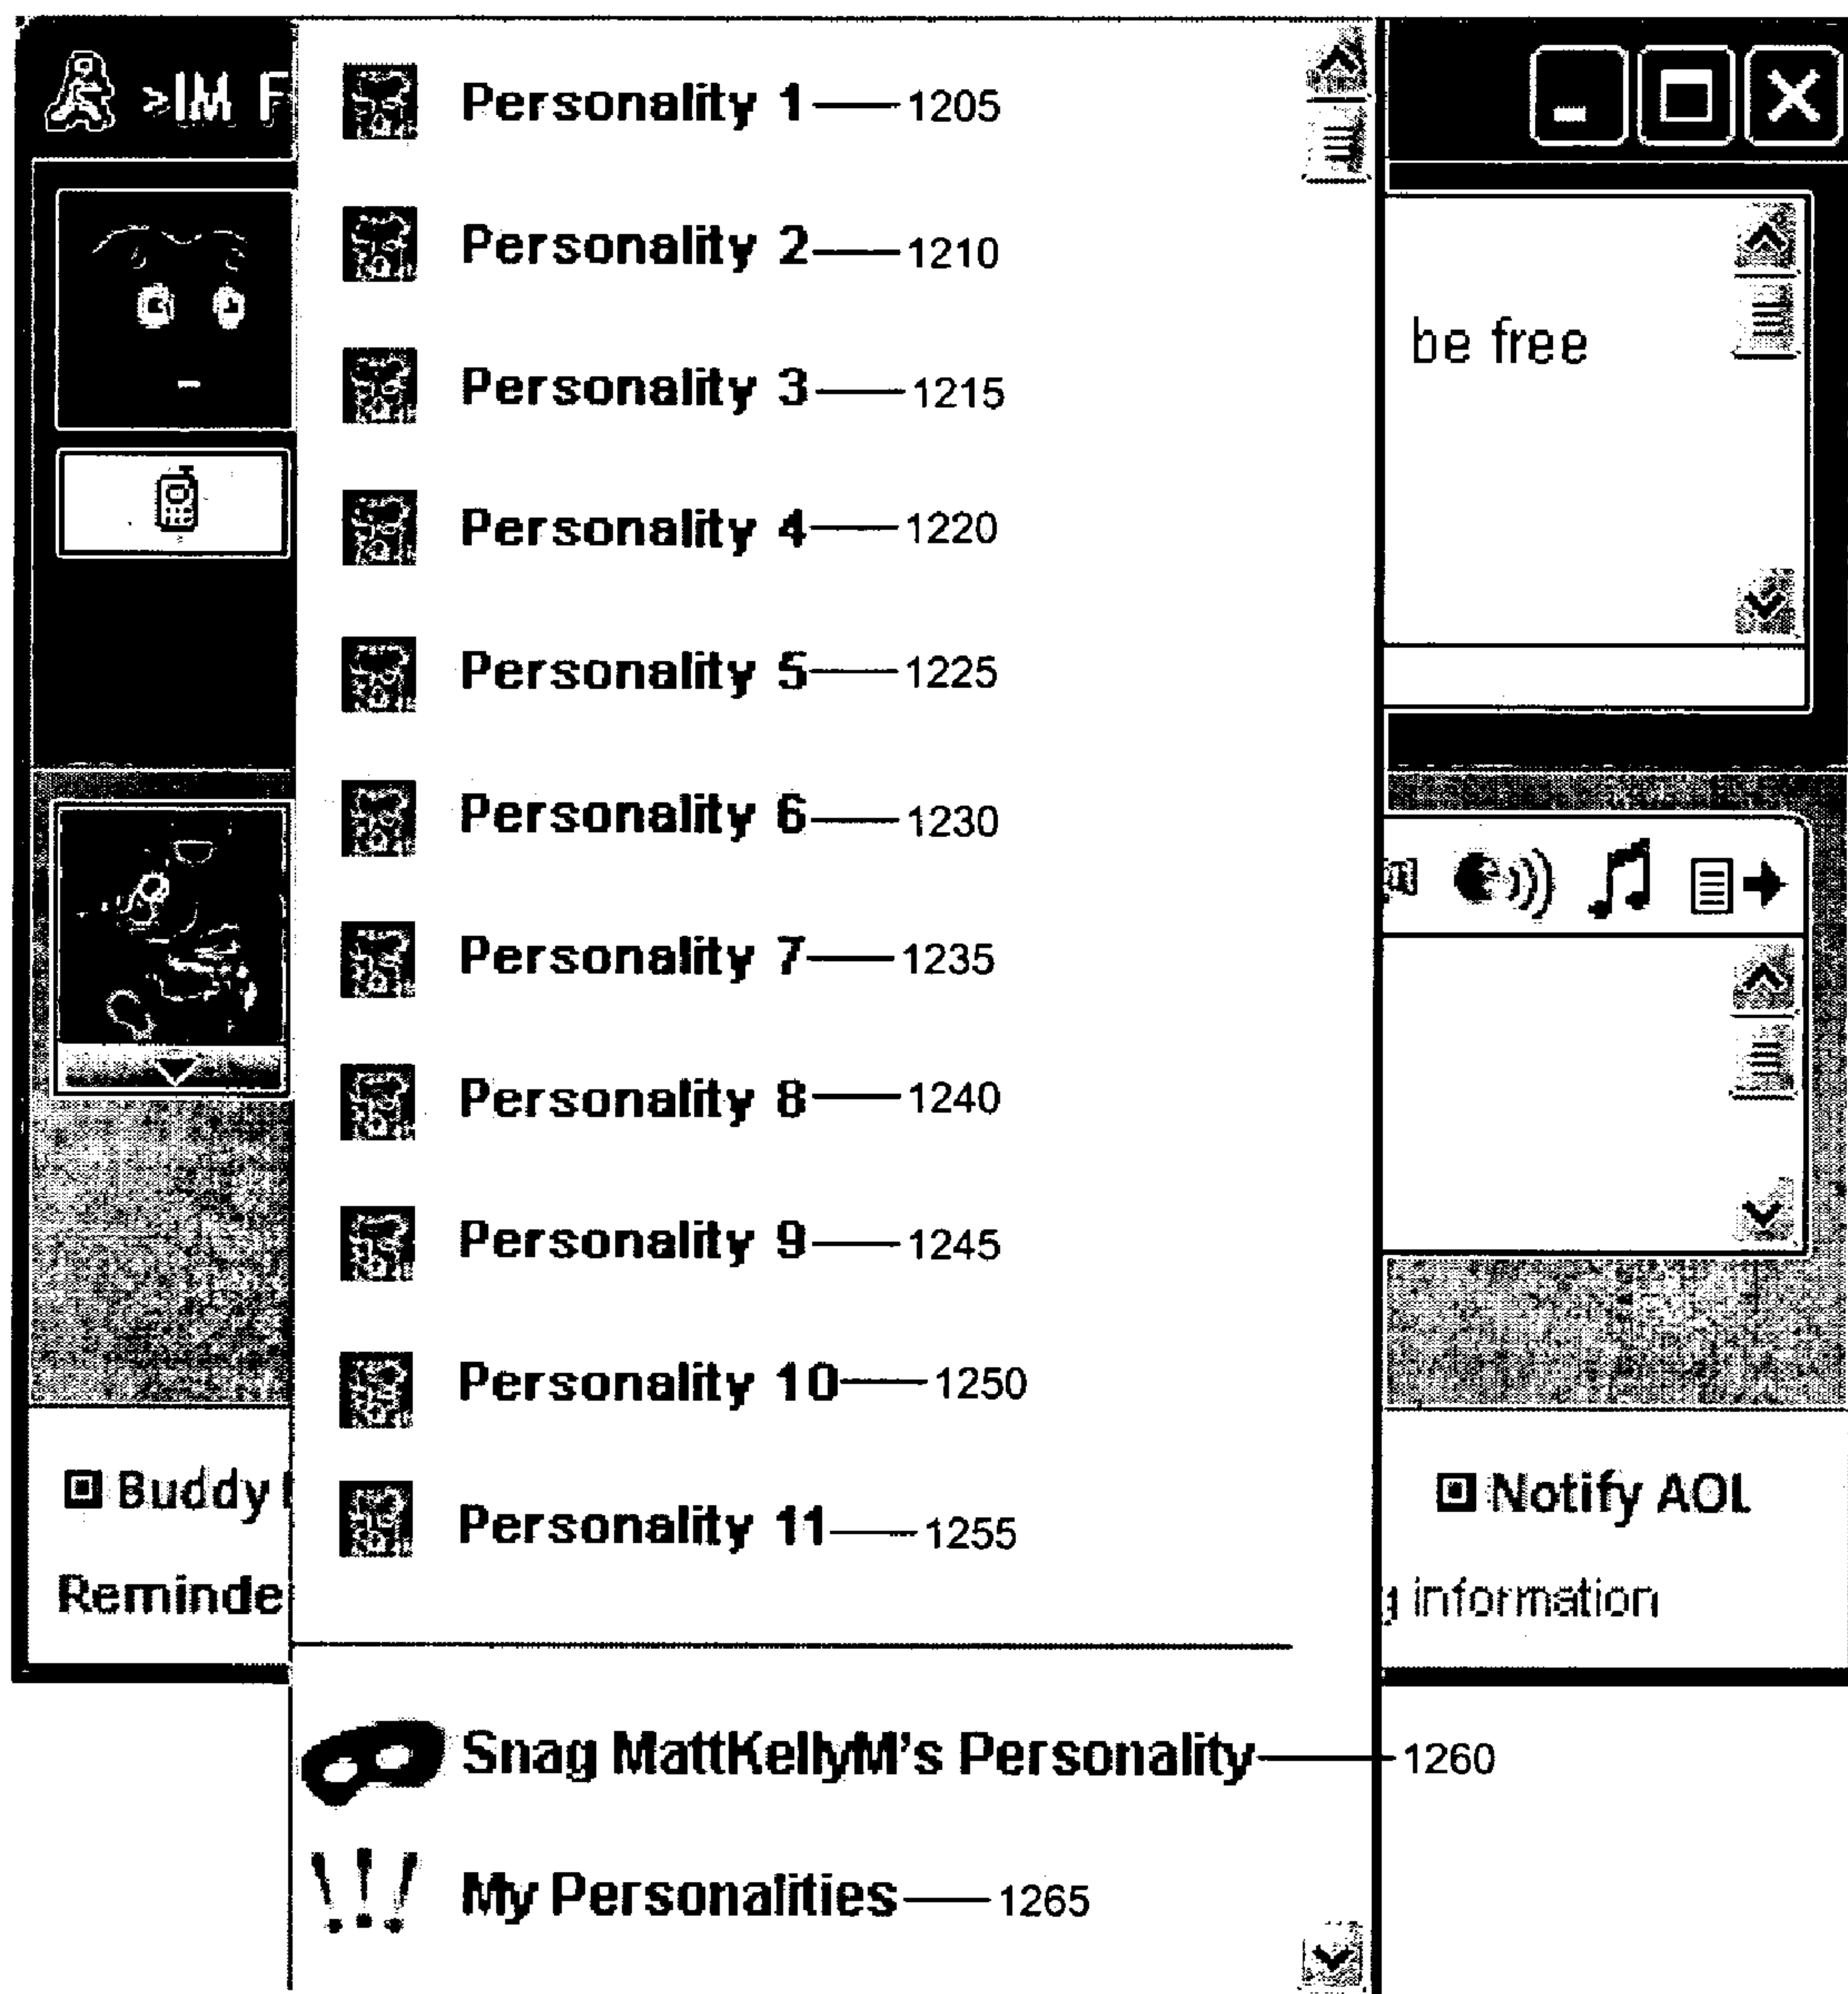 >IM F
Personality 1 1205
Personality 2 1210
be free
Personality 3 1215
Personality 4 1220
Personality 5 1225
Personality 6 1230
Personality 7 1235
Personality 8 1240
Personality 9 1245
Personality 10 1250
Buddy
Notify AOL
Personality 11 1255
Reminde
information
Snag MattKellyM's Personality 1260
My Personalities 1265